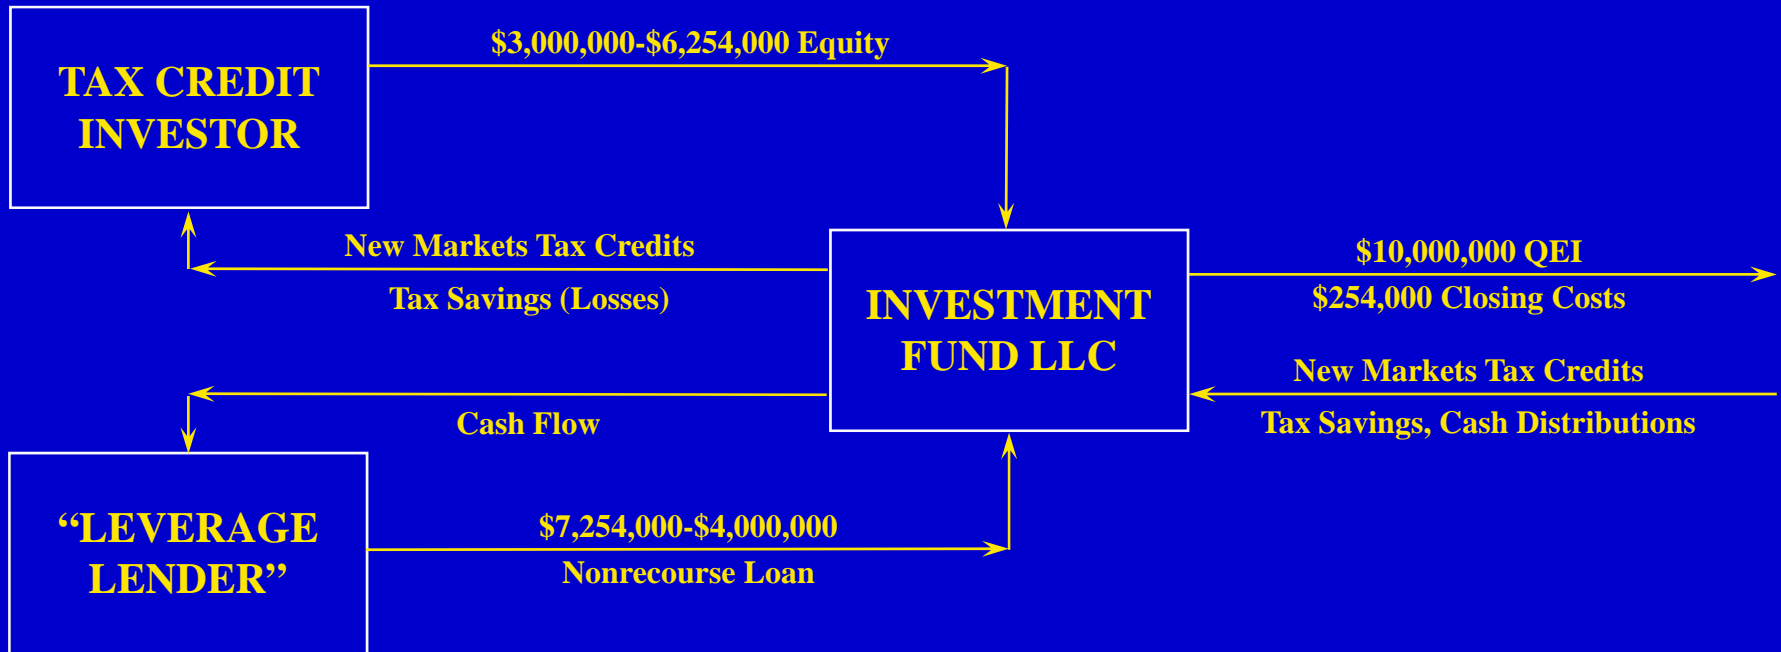 $3,000,000-$6,254,000 Equity
TAX CREDIT
INVESTOR
New Markets Tax Credits
Tax Savings (Losses)
$10,000,000 QEI
$254,000 Closing Costs
INVESTMENT
FUND LLC
New Markets Tax Credits
Tax Savings, Cash Distributions
Cash Flow
“LEVERAGE
LENDER”
$7,254,000-$4,000,000
Nonrecourse Loan